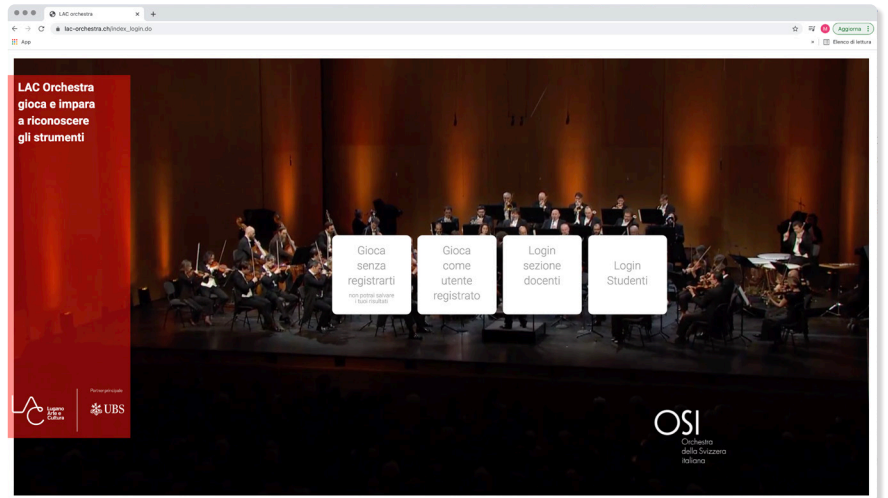 LAC orchestra
lac-orchestra.ch/index_login.do
M
Aggiorna
App
»
Elenco di lettura
LAC Orchestra
gioca e impara
a riconoscere
gli strumenti
Gioca
senza
registrarti
non potrai salvare
i tuoi risultati
Gioca
come
utente
registrato
Login
sezione
docenti
Login
Studenti
Partner principale
LAC
Lugano
Arte e
Cultura
UBS
OSI
Orchestra
della Svizzera
italiana